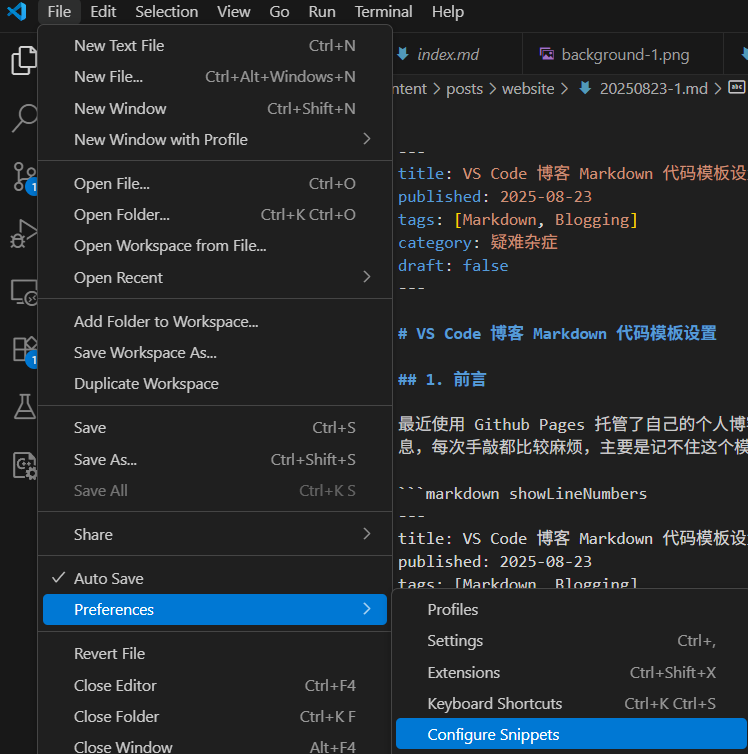 File Edit Selection View Go Run Terminal Help
New Text File Ctrl+N
New File... Ctrl+Alt+Windows+N
New Window Ctrl+Shift+N
New Window with Profile
Open File... Ctrl+O
Open Folder... Ctrl+K Ctrl+O
Open Workspace from File...
Open Recent
Add Folder to Workspace...
Save Workspace As...
Duplicate Workspace
Save Ctrl+S
Save As... Ctrl+Shift+S
Save All Ctrl+K S
Share
Auto Save
Preferences
Revert File
Close Editor Ctrl+F4
Close Folder Ctrl+K F
Close Window Alt+F4
1
1
index.md background-1.png
ntent > posts > website > 20250823-1.md > abc
---
title: VS Code 博客 Markdown 代码模板设
published: 2025-08-23
tags: [Markdown, Blogging]
category: 疑难杂症
draft: false
---
# VS Code 博客 Markdown 代码模板设置
## 1. 前言
最近使用 Github Pages 托管了自己的个人博客
息，每次手敲都比较麻烦，主要是记不住这个模
```markdown showLineNumbers
---
title: VS Code 博客 Markdown 代码模板设
published: 2025-08-23
tags: [Markdown, Blogging]
Profiles
Settings Ctrl+,
Extensions Ctrl+Shift+X
Keyboard Shortcuts Ctrl+K Ctrl+S
Configure Snippets